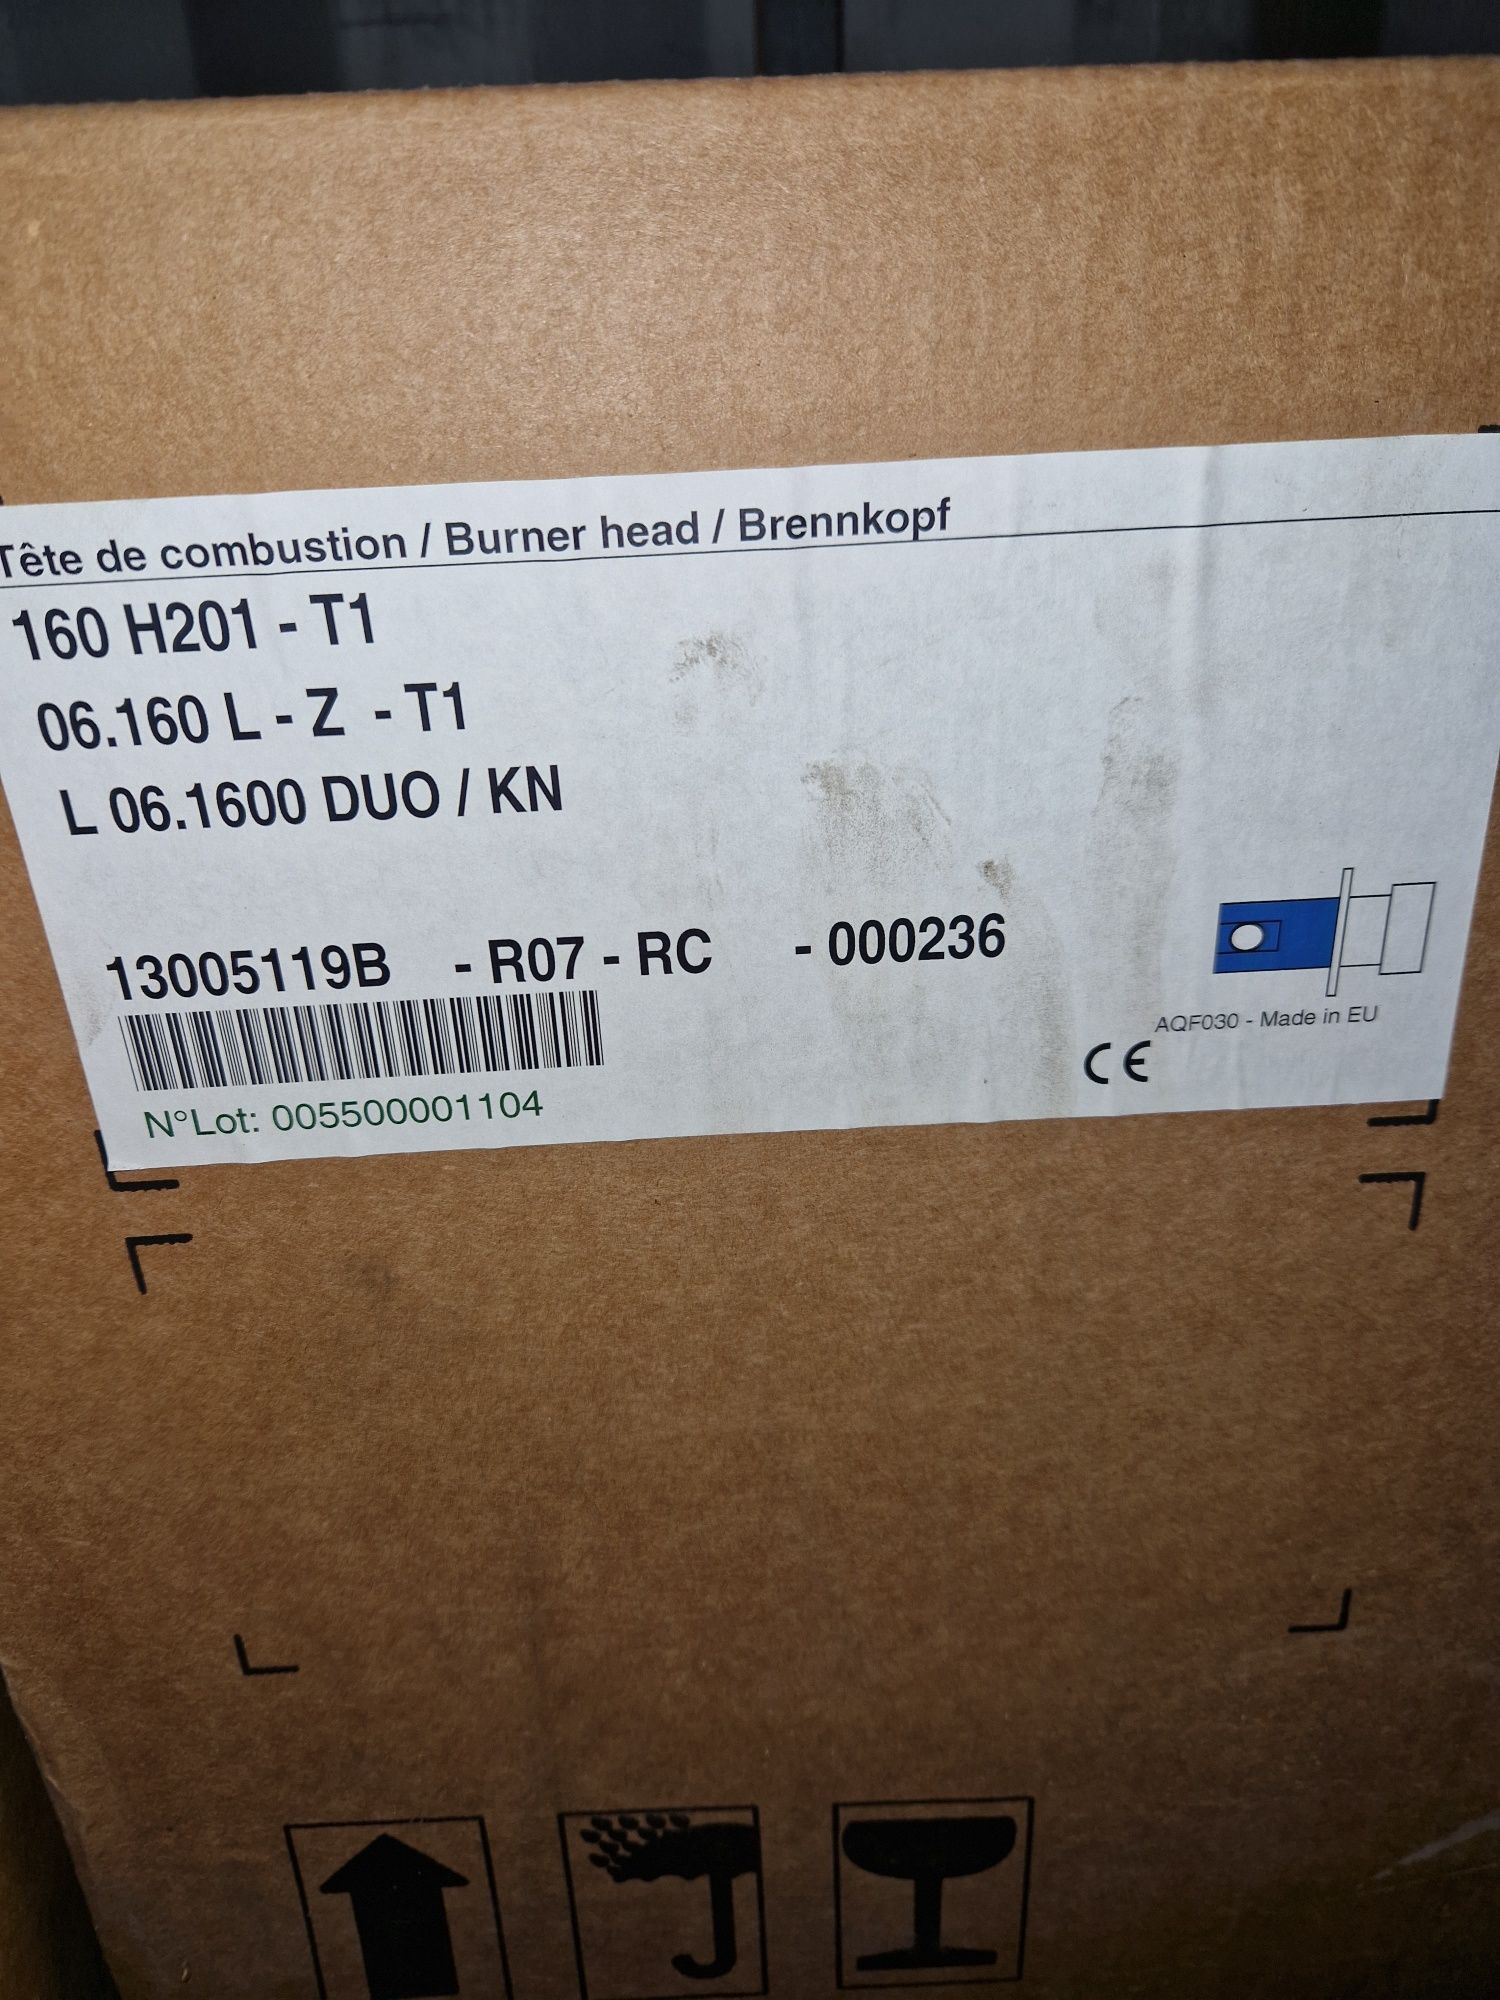 Tête de combustion / Burner head / Brennkopf
160 H201 - T1
06.160 L - Z - T1
L 06.1600 DUO / KN
13005119B - R07 - RC - 000236
AQF030 - Made in EU
CE
N°Lot: 005500001104